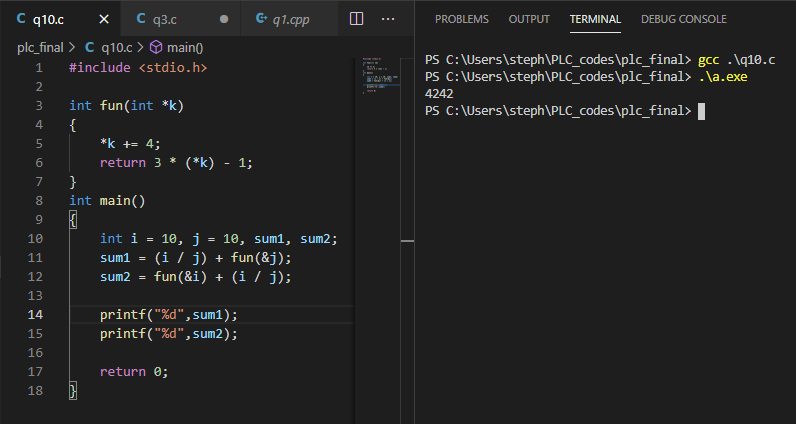 C q10.c × C q3.c ● C++ q1.cpp ···
plc_final > C q10.c > main()
1 #include <stdio.h>
2
3 int fun(int *k)
4 {
5     *k += 4;
6     return 3 * (*k) - 1;
7 }
8 int main()
9 {
10     int i = 10, j = 10, sum1, sum2;
11     sum1 = (i / j) + fun(&j);
12     sum2 = fun(&i) + (i / j);
13
14     printf("%d",sum1);
15     printf("%d",sum2);
16
17     return 0;
18 }
PROBLEMS OUTPUT TERMINAL DEBUG CONSOLE
PS C:\Users\steph\PLC_codes\plc_final> gcc .\q10.c
PS C:\Users\steph\PLC_codes\plc_final> .\a.exe
4242
PS C:\Users\steph\PLC_codes\plc_final>